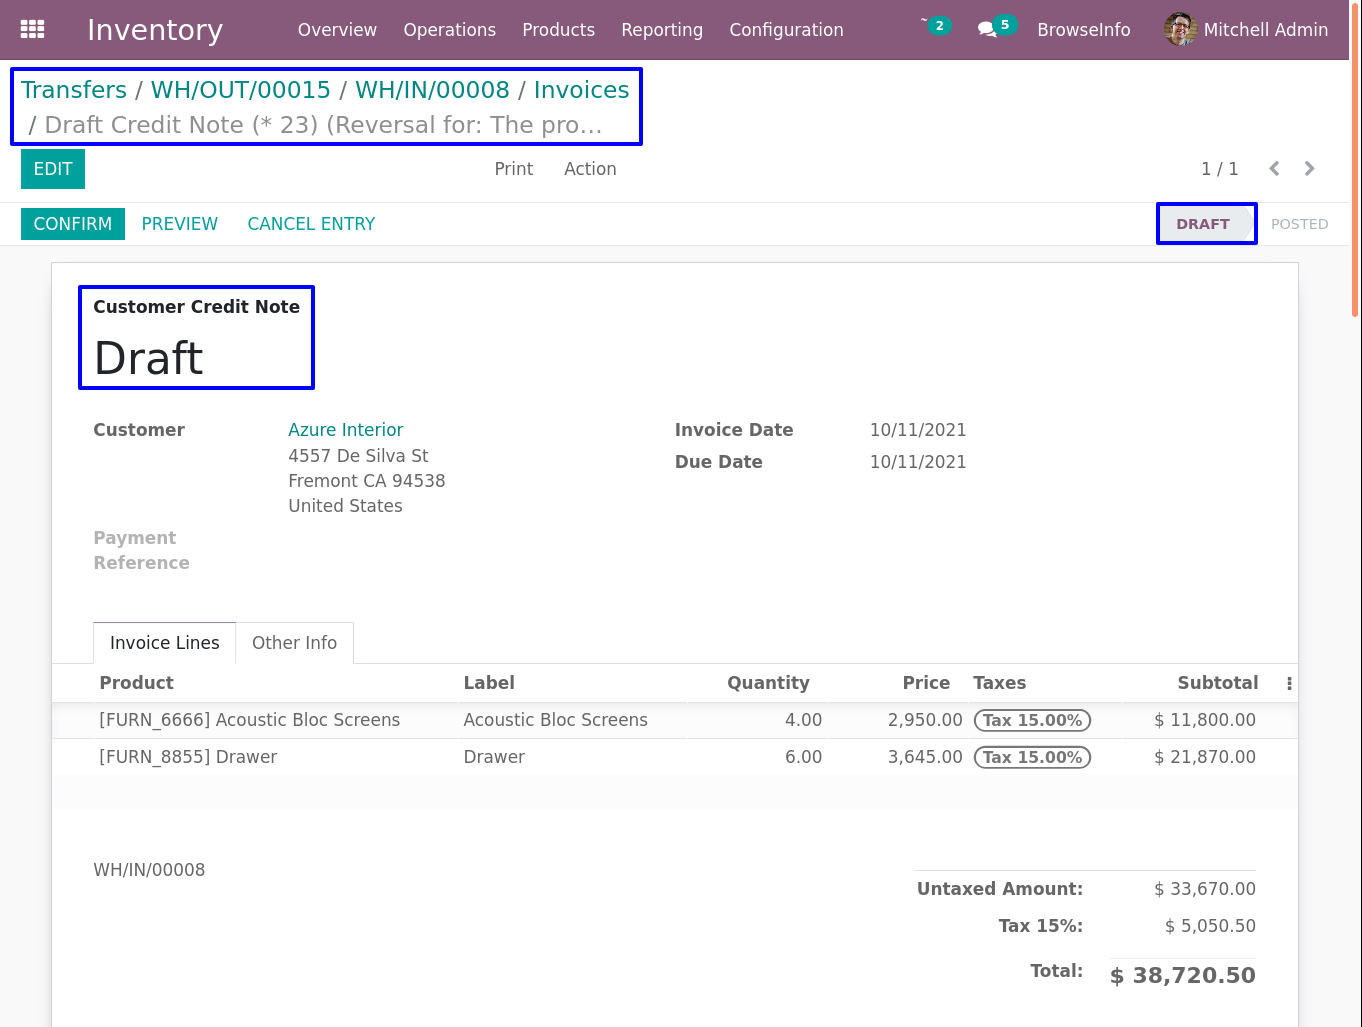 Inventory Overview Operations Products Reporting Configuration 2 5 BrowseInfo Mitchell Admin
Transfers / WH/OUT/00015 / WH/IN/00008 / Invoices
/ Draft Credit Note (* 23) (Reversal for: The pro...
EDIT Print Action 1 / 1
CONFIRM PREVIEW CANCEL ENTRY DRAFT POSTED
Customer Credit Note
Draft
Customer Azure Interior Invoice Date 10/11/2021
4557 De Silva St Due Date 10/11/2021
Fremont CA 94538
United States
Payment
Reference
Invoice Lines Other Info
Product Label Quantity Price Taxes Subtotal
[FURN_6666] Acoustic Bloc Screens Acoustic Bloc Screens 4.00 2,950.00 Tax 15.00% $ 11,800.00
[FURN_8855] Drawer Drawer 6.00 3,645.00 Tax 15.00% $ 21,870.00
WH/IN/00008
Untaxed Amount: $ 33,670.00
Tax 15%: $ 5,050.50
Total: $ 38,720.50